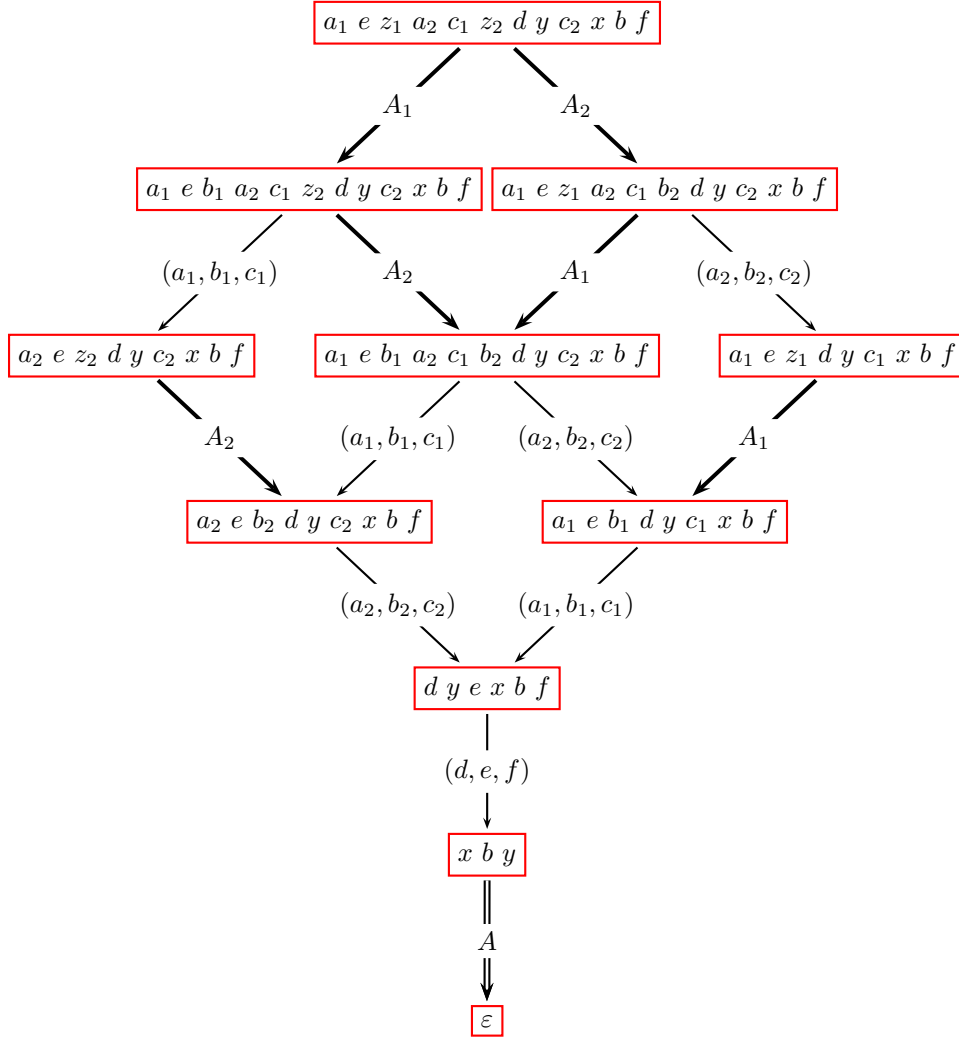 a₁ e z₁ a₂ c₁ z₂ d y c₂ x b f
A₁ A₂
a₁ e b₁ a₂ c₁ z₂ d y c₂ x b f a₁ e z₁ a₂ c₁ b₂ d y c₂ x b f
(a₁, b₁, c₁) A₂ A₁ (a₂, b₂, c₂)
a₂ e z₂ d y c₂ x b f a₁ e b₁ a₂ c₁ b₂ d y c₂ x b f a₁ e z₁ d y c₁ x b f
A₂ (a₁, b₁, c₁) (a₂, b₂, c₂) A₁
a₂ e b₂ d y c₂ x b f a₁ e b₁ d y c₁ x b f
(a₂, b₂, c₂) (a₁, b₁, c₁)
d y e x b f
(d, e, f)
x b y
A
ε